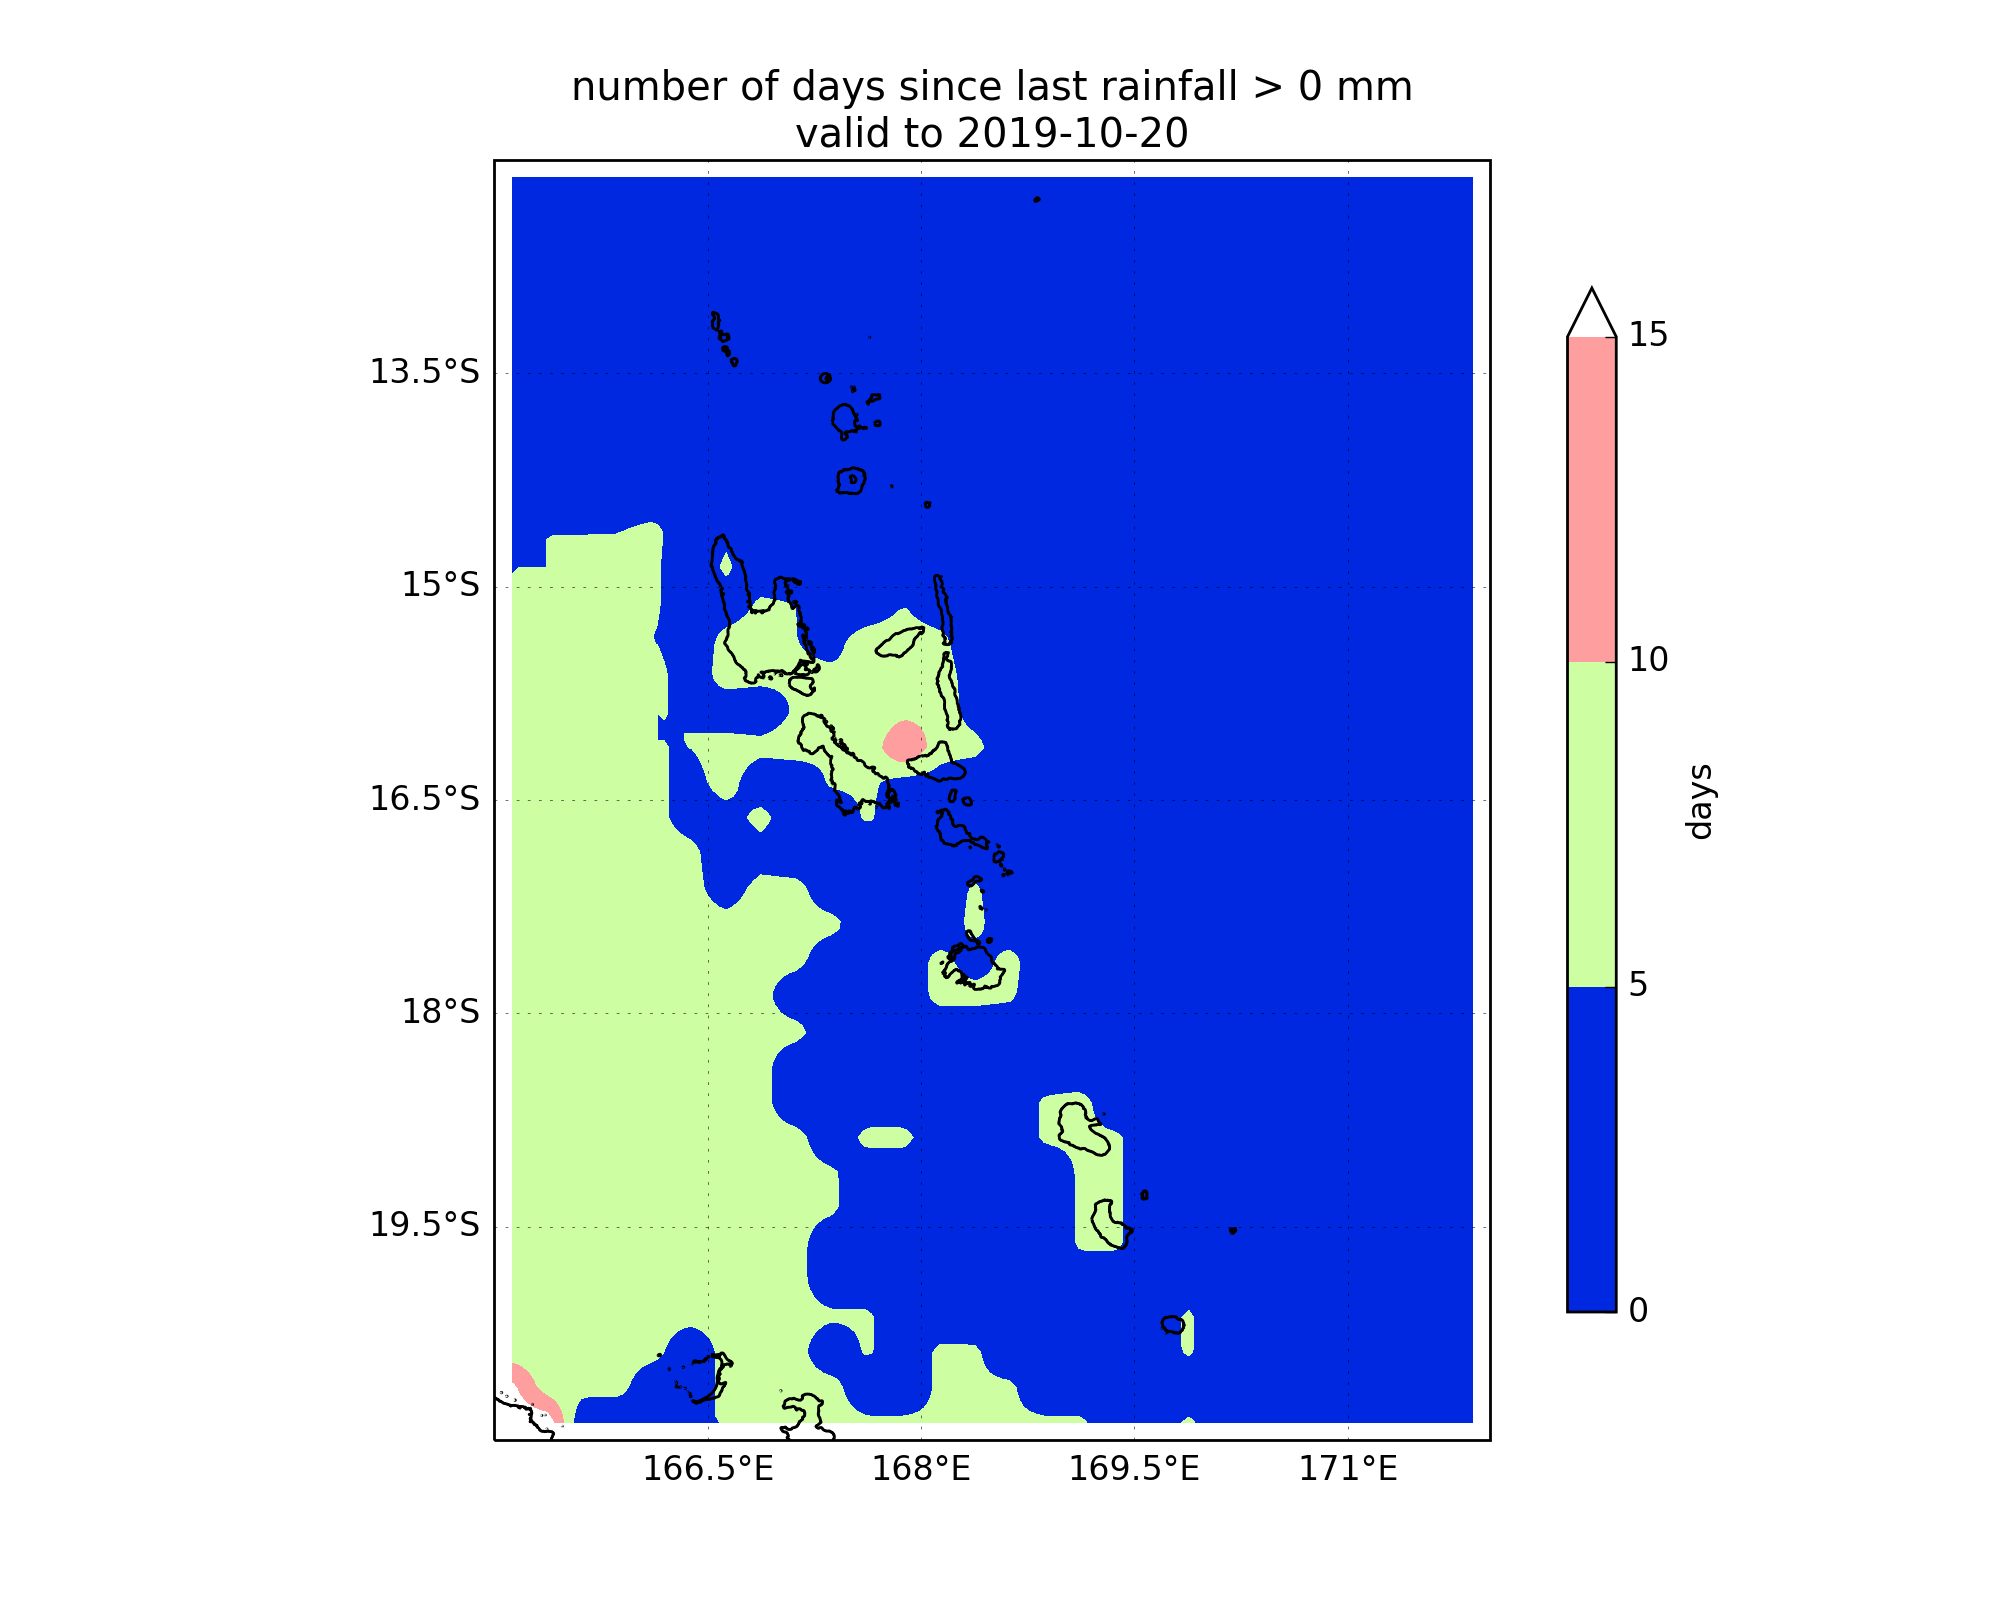 number of days since last rainfall > 0 mm
valid to 2019-10-20
13.5°S
15°S
16.5°S
18°S
19.5°S
166.5°E
168°E
169.5°E
171°E
15
10
5
0
days